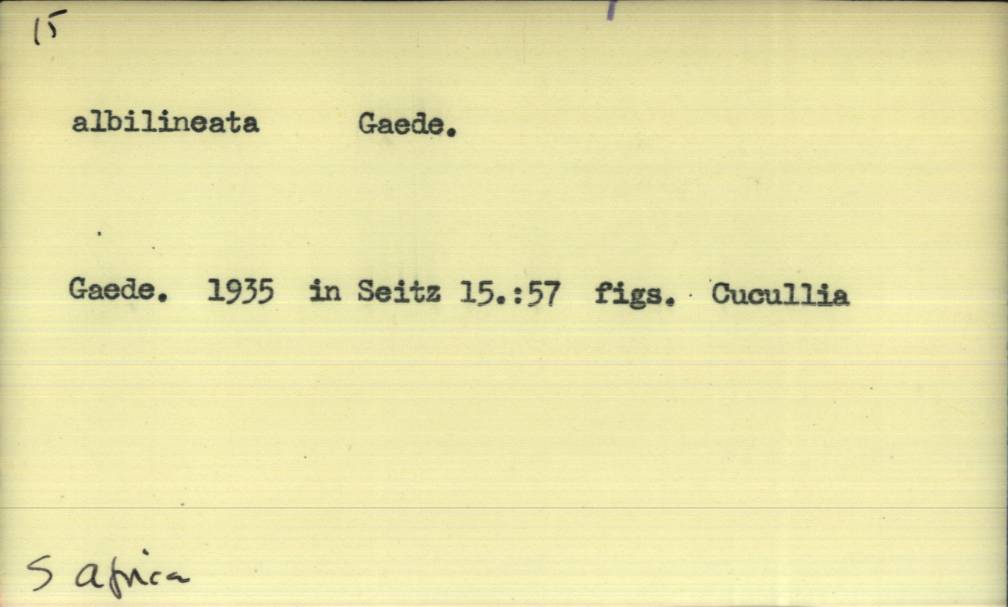 15
albilineata Gaede.
Gaede. 1935 in Seitz 15.:57 figs. Cucullia
S Africa